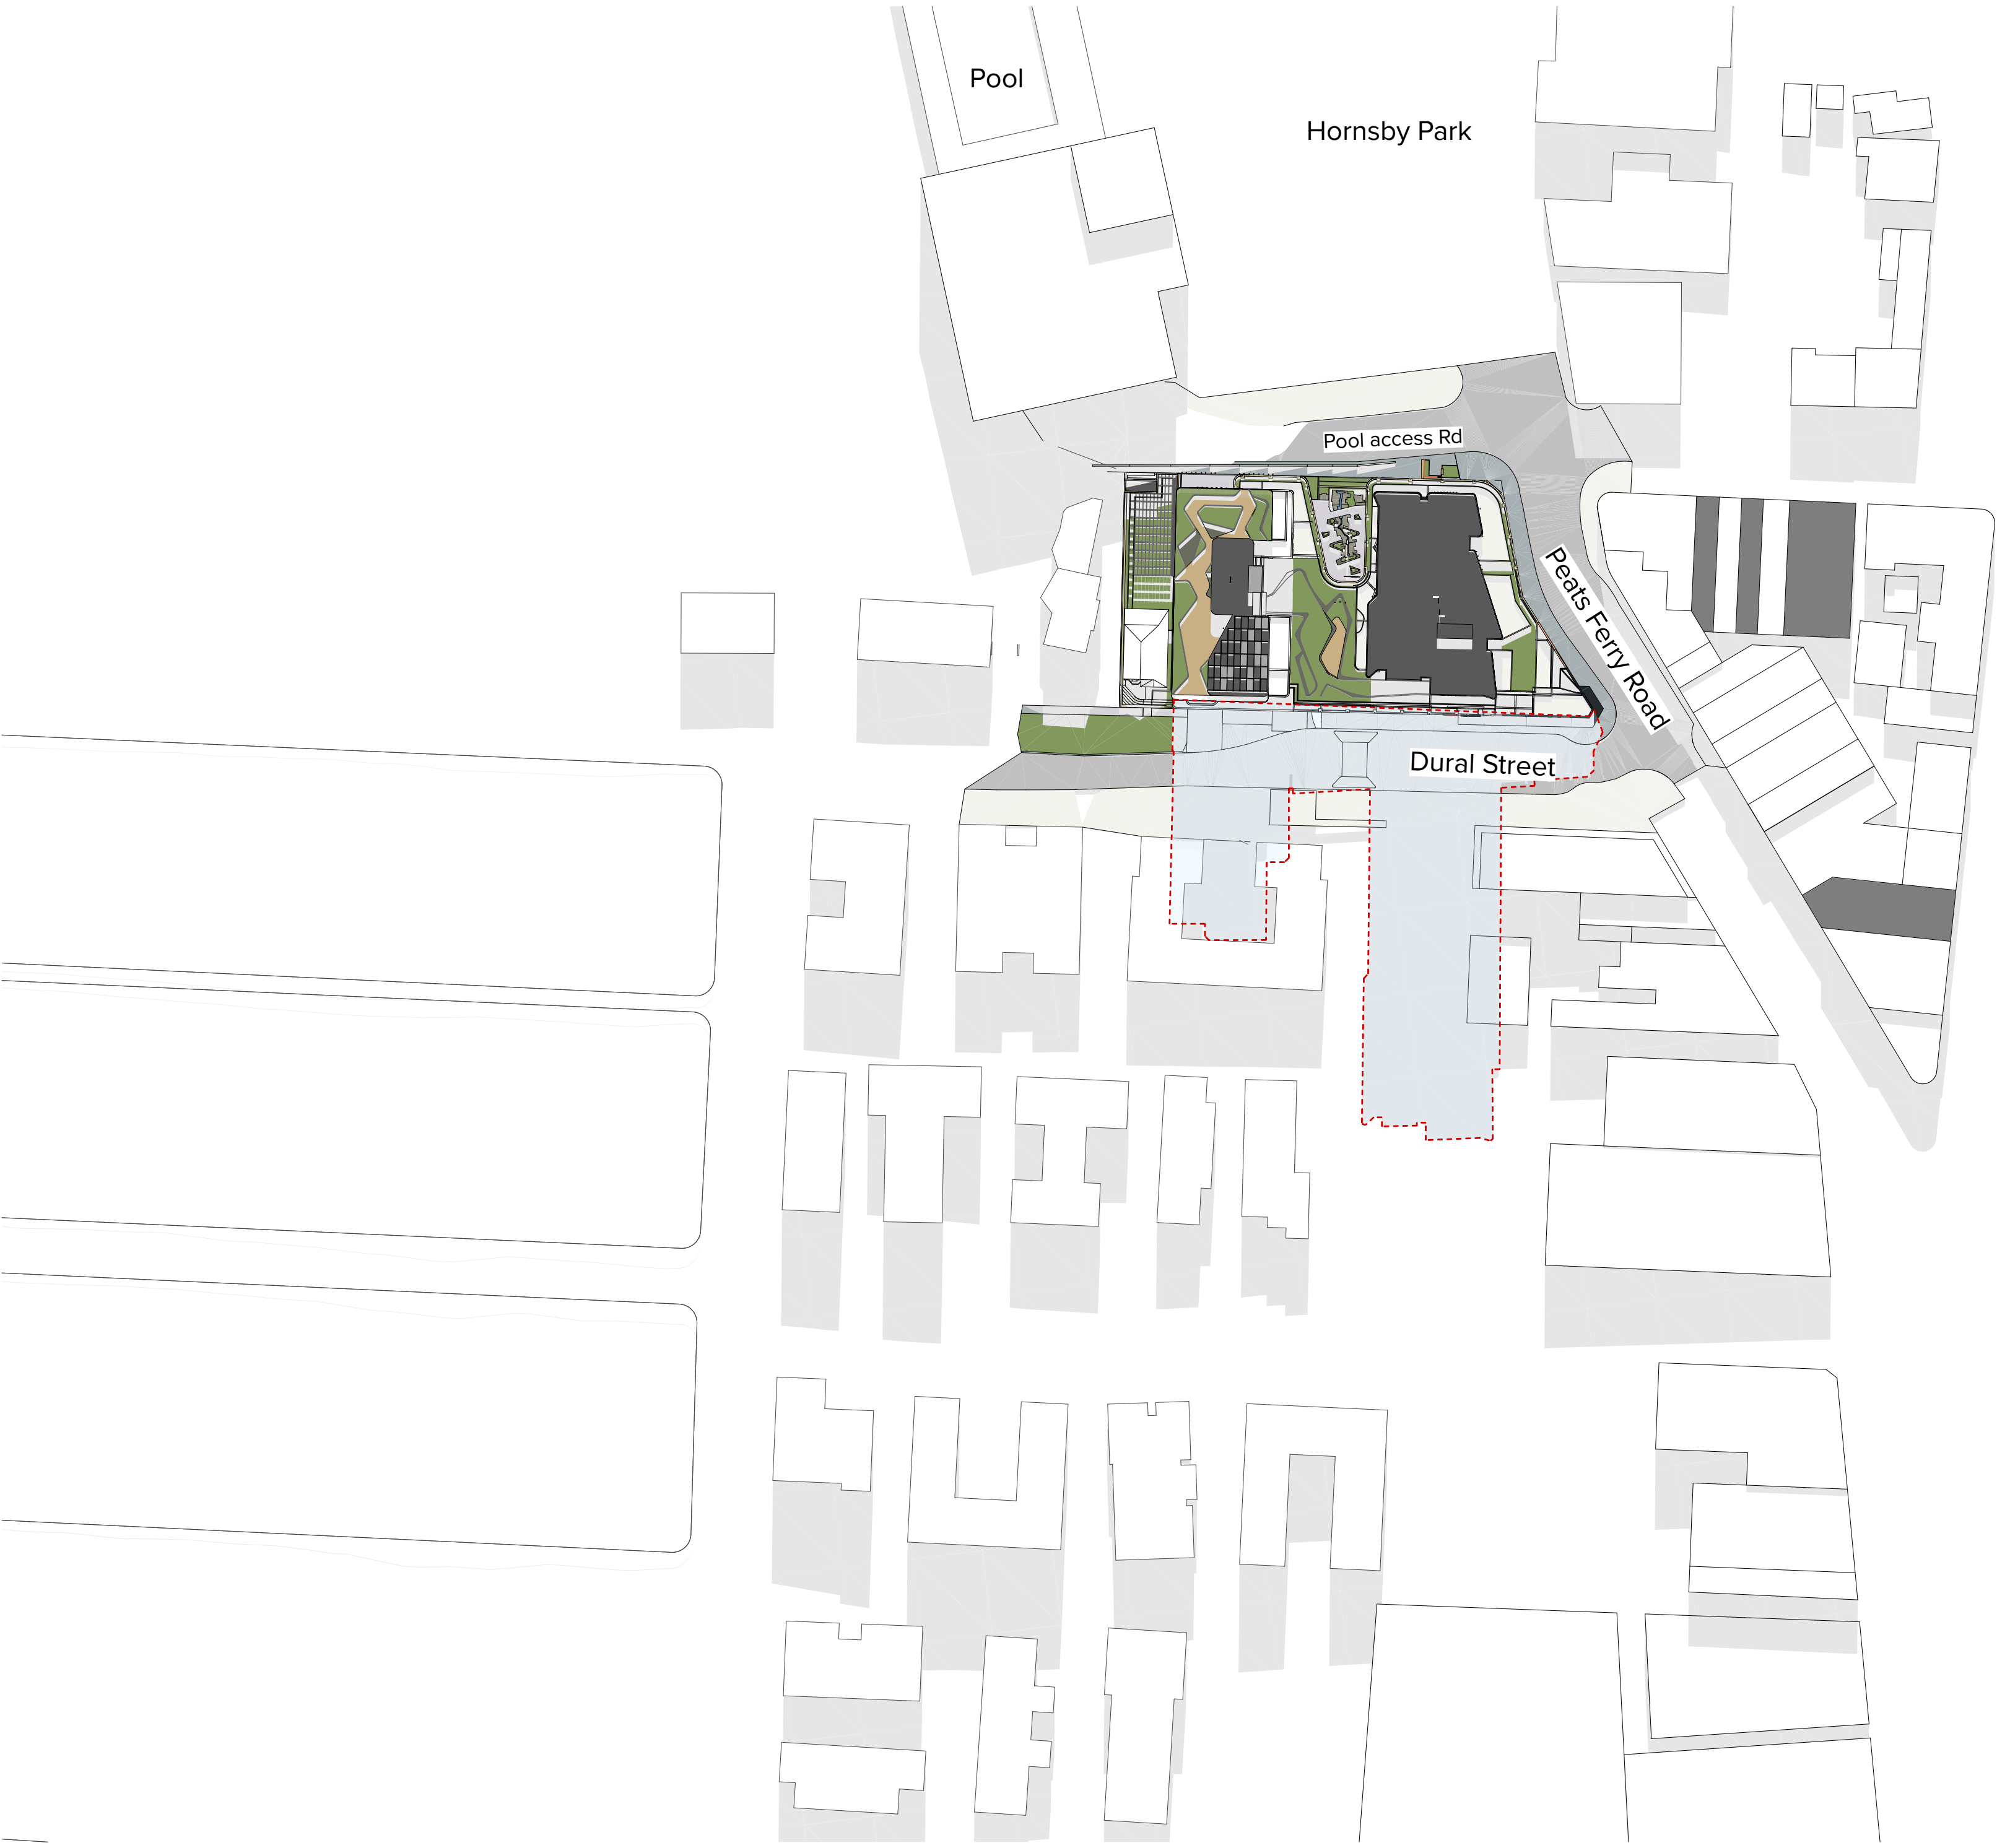 Pool
Hornsby Park
Pool access Rd
Peats Ferry Road
Dural Street